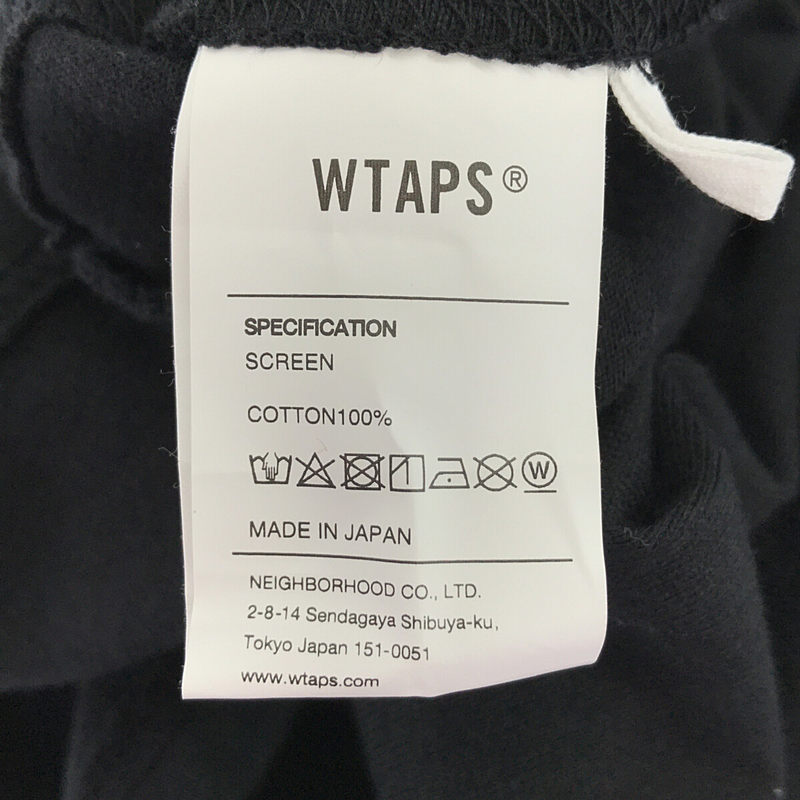 WTAPS®
SPECIFICATION
SCREEN
COTTON100%
W
MADE IN JAPAN
NEIGHBORHOOD CO., LTD.
2-8-14 Sendagaya Shibuya-ku,
Tokyo Japan 151-0051
www.wtaps.com